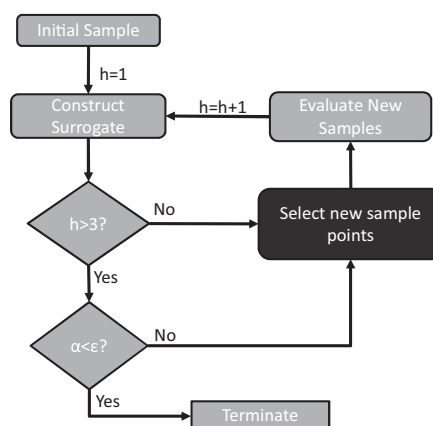 Initial Sample
h=1
Construct
Surrogate
h=h+1
Evaluate New
Samples
h>3?
No
Select new sample
points
Yes
α<ε?
No
Yes
Terminate